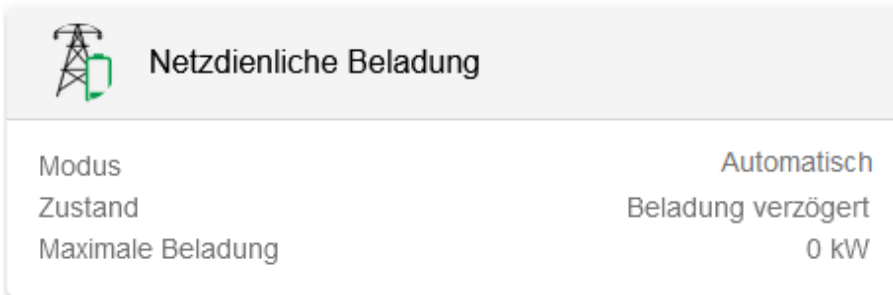 Netzdienliche Beladung
Modus Automatisch
Zustand Beladung verzögert
Maximale Beladung 0 kW